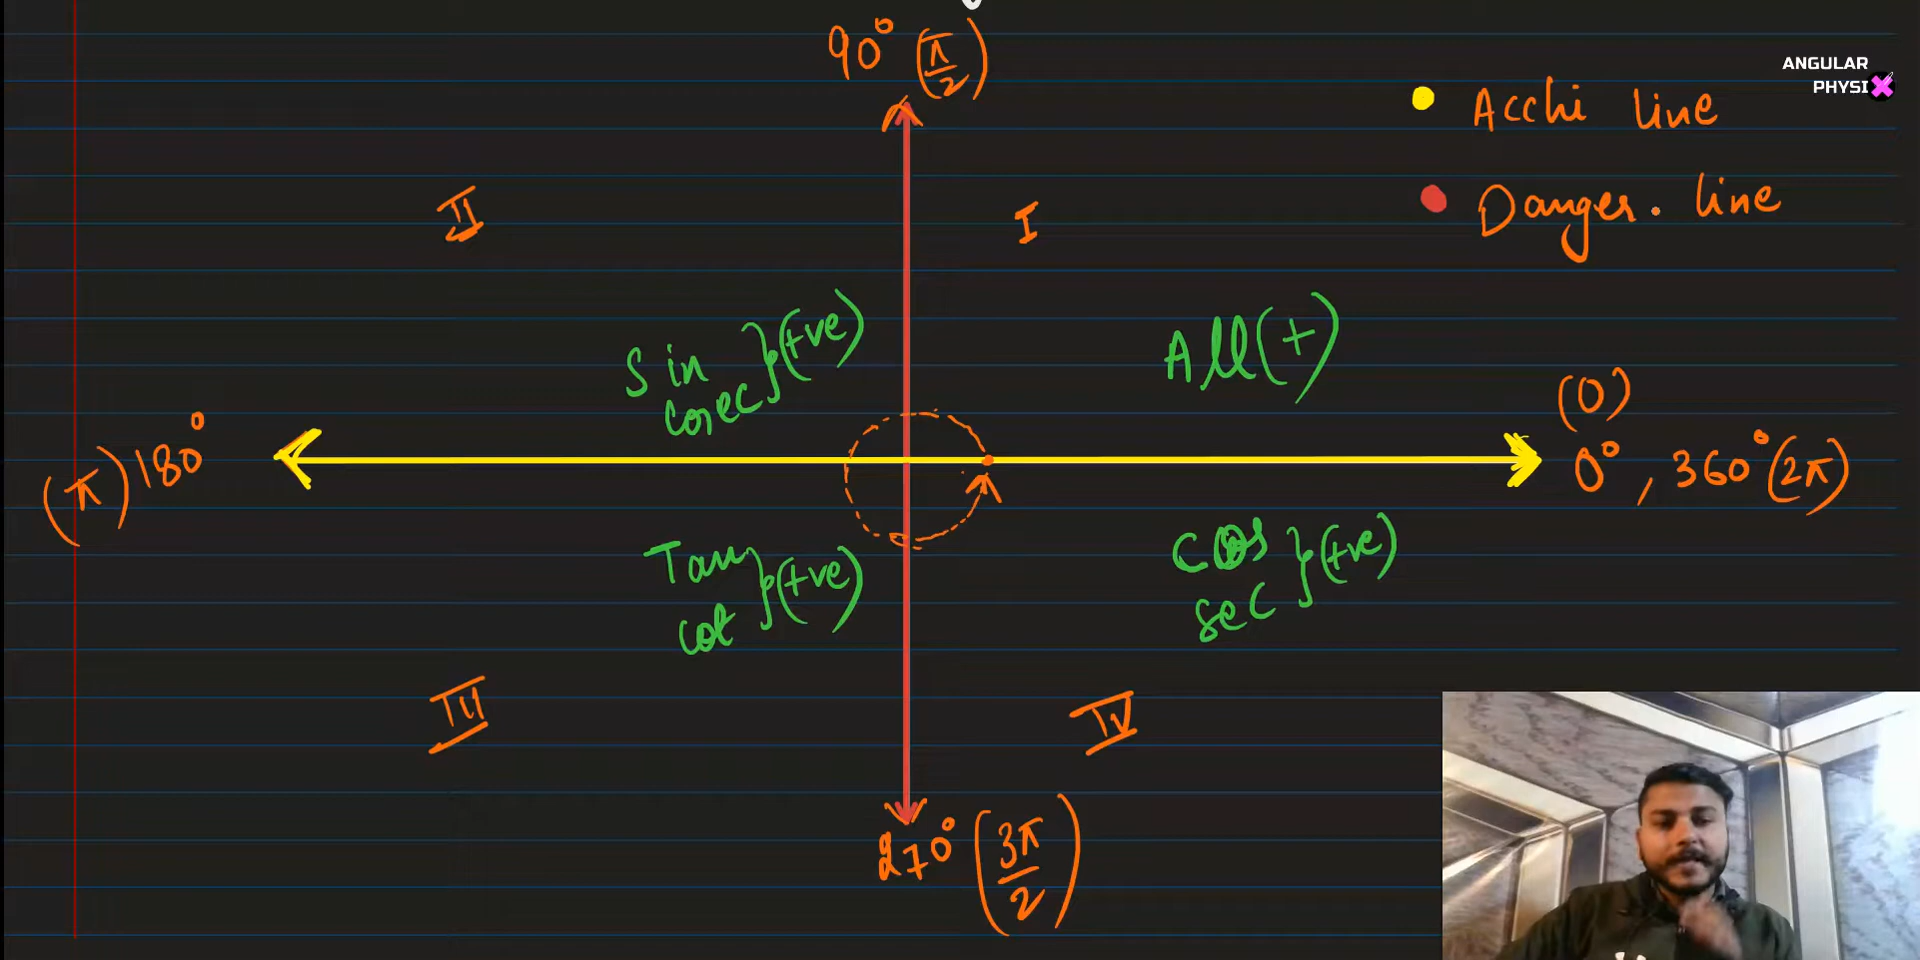 90° (π/2)
ANGULAR
PHYSI
Acchi line
Danger. line
II
I
Sin
Cosec } (+ve)
All (+)
(0)
(π) 180°
0°, 360° (2π)
Tan
cot } (+ve)
Cos
sec } (+ve)
III
IV
270° (3π/2)